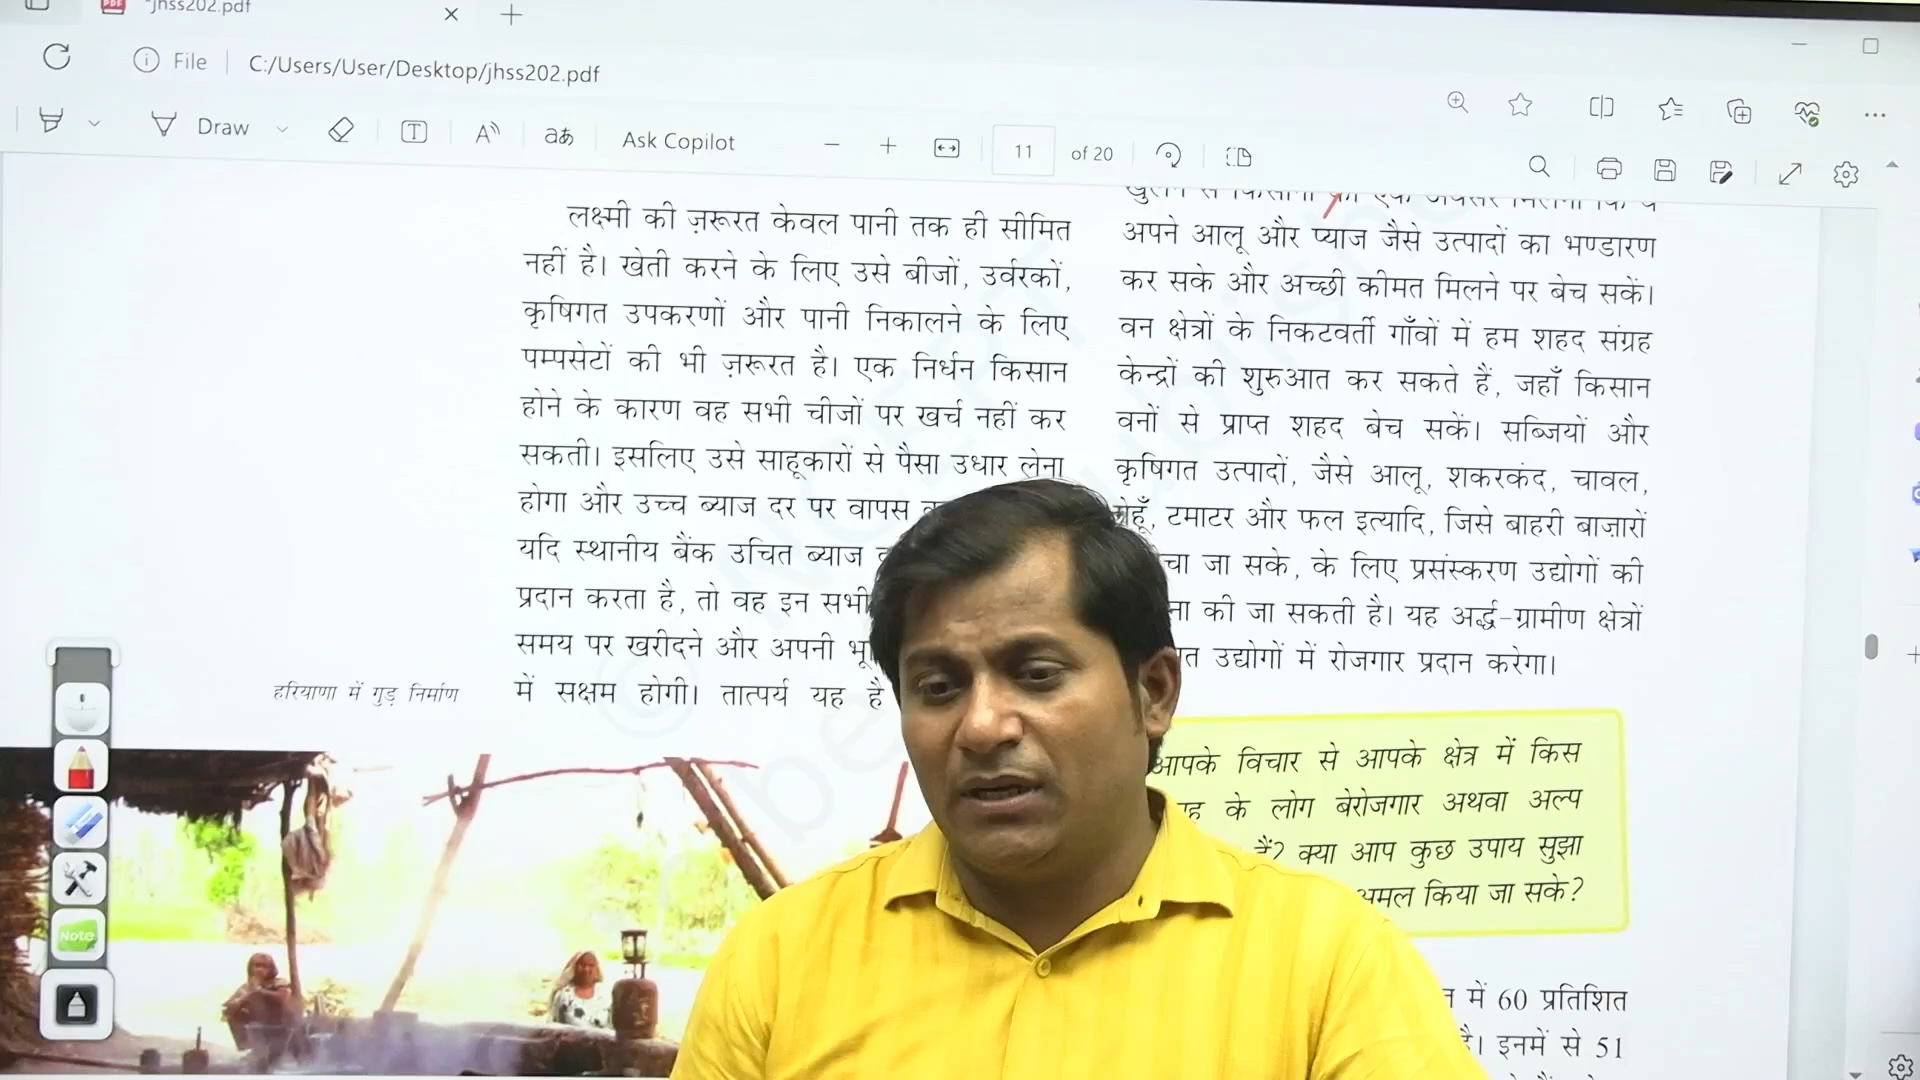 jhss202.pdf
File
C:/Users/User/Desktop/jhss202.pdf
Draw
Ask Copilot
11 of 20
लक्ष्मी की ज़रूरत केवल पानी तक ही सीमित
नहीं है। खेती करने के लिए उसे बीजों, उर्वरकों,
कृषिगत उपकरणों और पानी निकालने के लिए
पम्पसेटों की भी ज़रूरत है। एक निर्धन किसान
होने के कारण वह सभी चीजों पर खर्च नहीं कर
सकती। इसलिए उसे साहूकारों से पैसा उधार लेना
होगा और उच्च ब्याज दर पर वापस
यदि स्थानीय बैंक उचित ब्याज
प्रदान करता है, तो वह इन सभी
समय पर खरीदने और अपनी
में सक्षम होगी। तात्पर्य यह है
हरियाणा में गुड़ निर्माण
अपने आलू और प्याज जैसे उत्पादों का भण्डारण
कर सके और अच्छी कीमत मिलने पर बेच सकें।
वन क्षेत्रों के निकटवर्ती गाँवों में हम शहद संग्रह
केन्द्रों की शुरुआत कर सकते हैं, जहाँ किसान
वनों से प्राप्त शहद बेच सकें। सब्जियों और
कृषिगत उत्पादों, जैसे आलू, शकरकंद, चावल,
गेहूँ, टमाटर और फल इत्यादि, जिसे बाहरी बाज़ारों
जा सके, के लिए प्रसंस्करण उद्योगों की
की जा सकती है। यह अर्द्ध-ग्रामीण क्षेत्रों
उद्योगों में रोजगार प्रदान करेगा।
आपके विचार से आपके क्षेत्र में किस
के लोग बेरोजगार अथवा अल्प
क्या आप कुछ उपाय सुझा
अमल किया जा सके?
में 60 प्रतिशित
इनमें से 51
Note